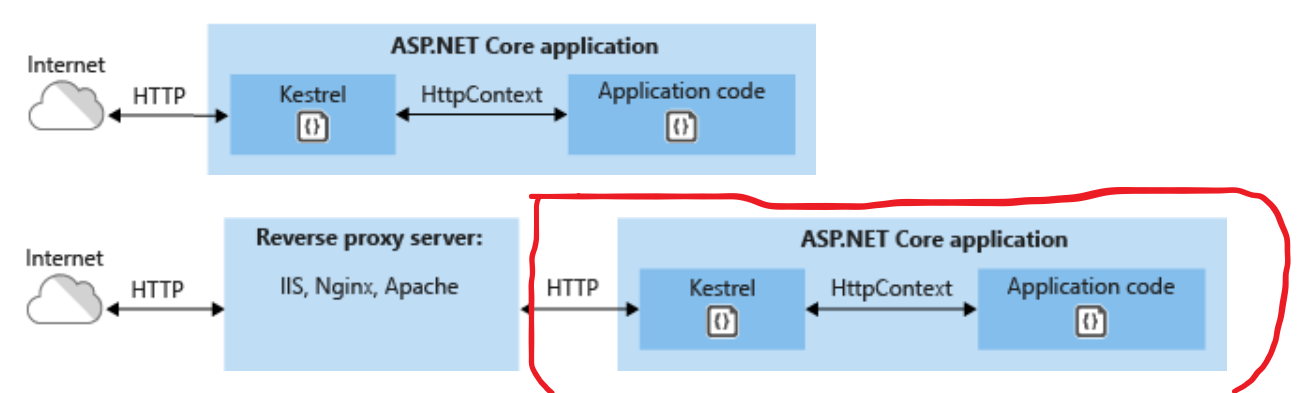 ASP.NET Core application
Internet
HTTP
Kestrel
HttpContext
Application code
{}
{}
Reverse proxy server:
ASP.NET Core application
Internet
HTTP
IIS, Nginx, Apache
HTTP
Kestrel
HttpContext
Application code
{}
{}